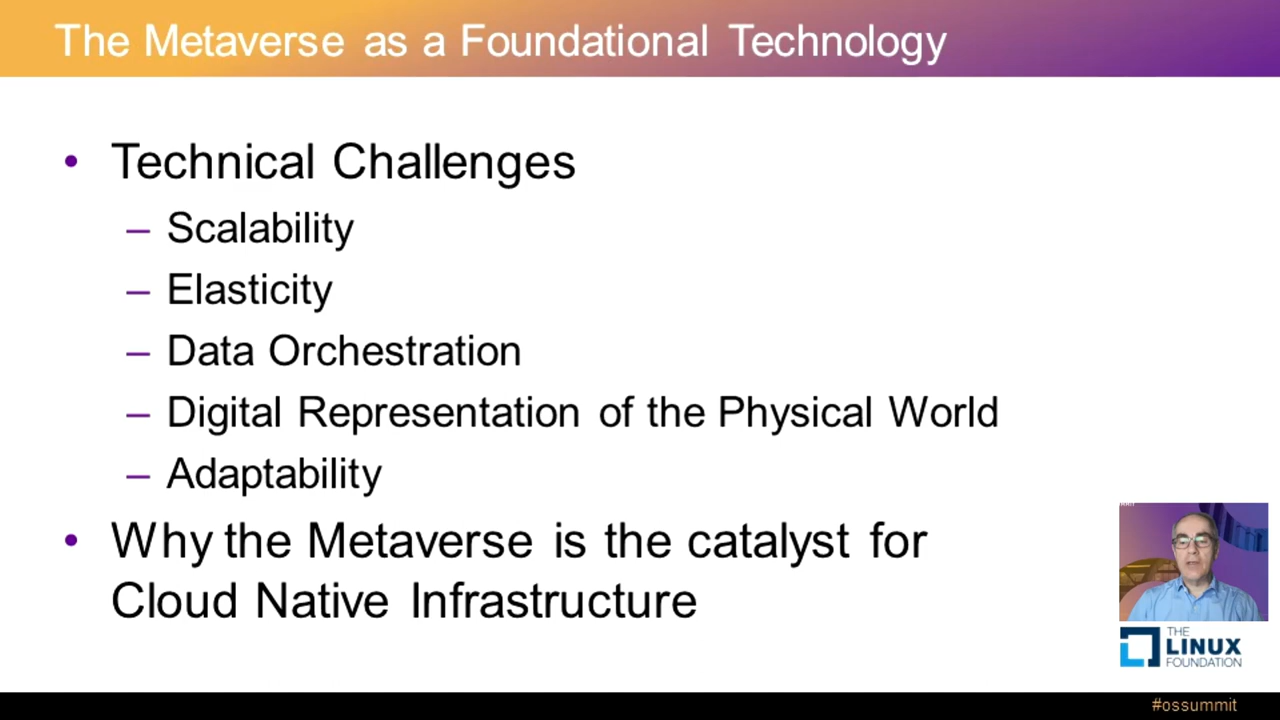 The Metaverse as a Foundational Technology
• Technical Challenges
– Scalability
– Elasticity
– Data Orchestration
– Digital Representation of the Physical World
– Adaptability
• Why the Metaverse is the catalyst for
Cloud Native Infrastructure
THE
LINUX
FOUNDATION
#ossummit